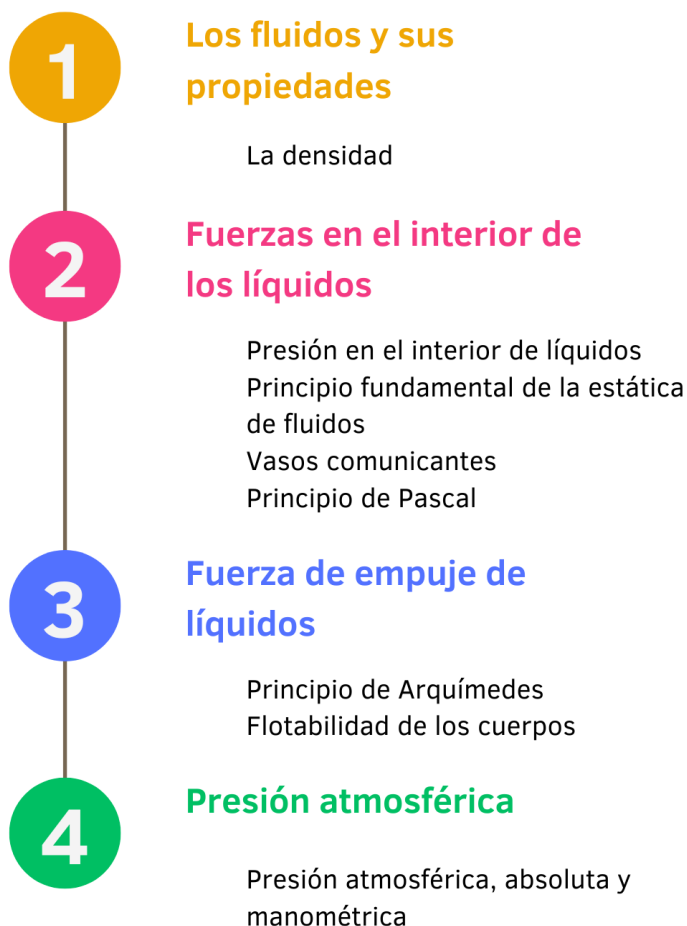 1
Los fluidos y sus
propiedades
La densidad
2
Fuerzas en el interior de
los líquidos
Presión en el interior de líquidos
Principio fundamental de la estática
de fluidos
Vasos comunicantes
Principio de Pascal
3
Fuerza de empuje de
líquidos
Principio de Arquímedes
Flotabilidad de los cuerpos
4
Presión atmosférica
Presión atmosférica, absoluta y
manométrica